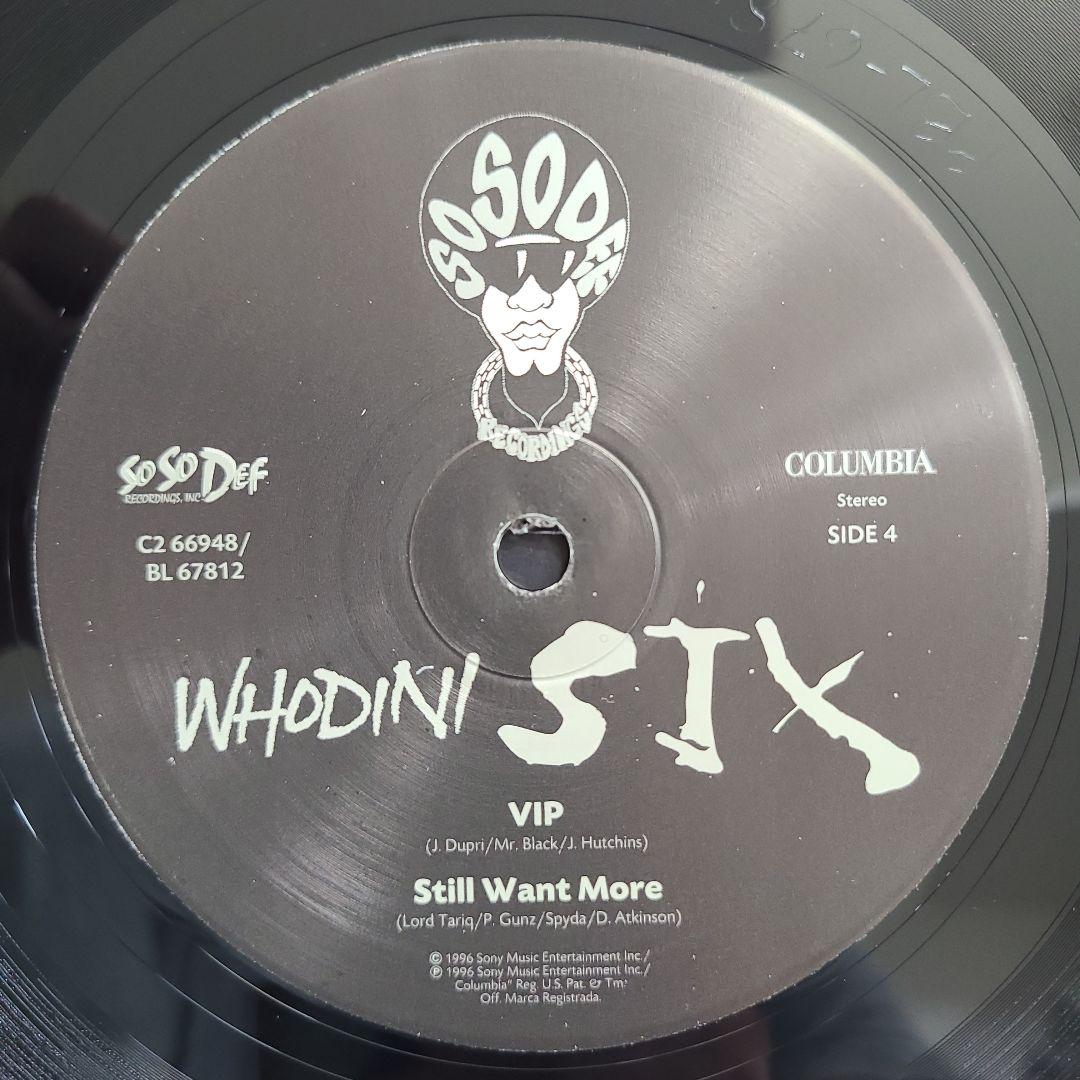 SO SO DEF
RECORDINGS
SO SO DEF
RECORDINGS, INC.
C2 66948/
BL 67812
COLUMBIA
Stereo
SIDE 4
WHODINI SIX
VIP
(J. Dupri/Mr. Black/J. Hutchins)
Still Want More
(Lord Tariq/P. Gunz/Spyda/D. Atkinson)
© 1996 Sony Music Entertainment Inc./
℗ 1996 Sony Music Entertainment Inc./
Columbia" Reg. U.S. Pat. & Tm.
Off. Marca Registrada.